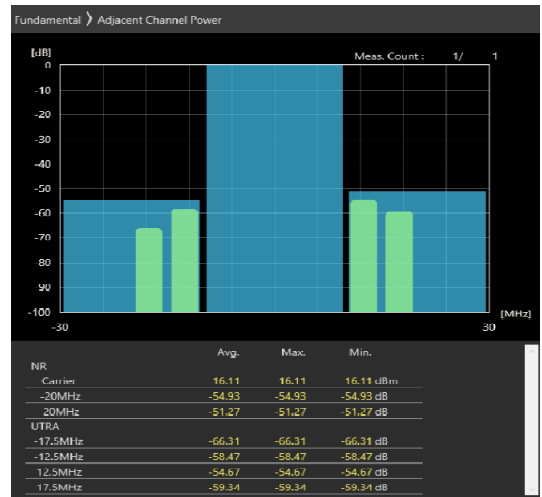 Fundamental ❯ Adjacent Channel Power
[dB]
Meas. Count : 1/ 1
0
-10
-20
-30
-40
-50
-60
-70
-80
-90
-100
[MHz]
-30 30
Avg. Max. Min.
NR
Carrier 16.11 16.11 16.11 dBm
-20MHz -54.93 -54.93 -54.93 dB
20MHz -51.27 -51.27 -51.27 dB
UTRA
-17.5MHz -66.31 -66.31 -66.31 dB
-12.5MHz -58.47 -58.47 -58.47 dB
12.5MHz -54.67 -54.67 -54.67 dB
17.5MHz -59.34 -59.34 -59.34 dB